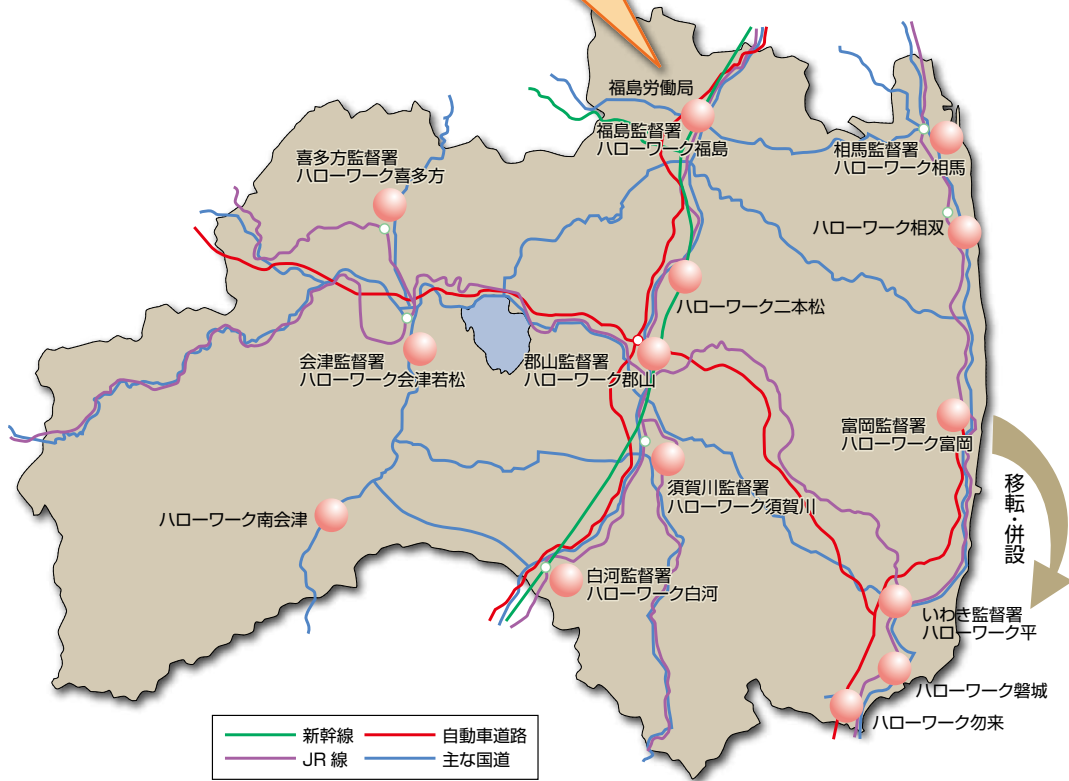 福島労働局
福島監督署
ハローワーク福島
相馬監督署
ハローワーク相馬
喜多方監督署
ハローワーク喜多方
ハローワーク相双
ハローワーク二本松
会津監督署
ハローワーク会津若松
郡山監督署
ハローワーク郡山
富岡監督署
ハローワーク富岡
移転・併設
須賀川監督署
ハローワーク須賀川
ハローワーク南会津
白河監督署
ハローワーク白河
いわき監督署
ハローワーク平
ハローワーク磐城
ハローワーク勿来
新幹線
自動車道路
JR線
主な国道